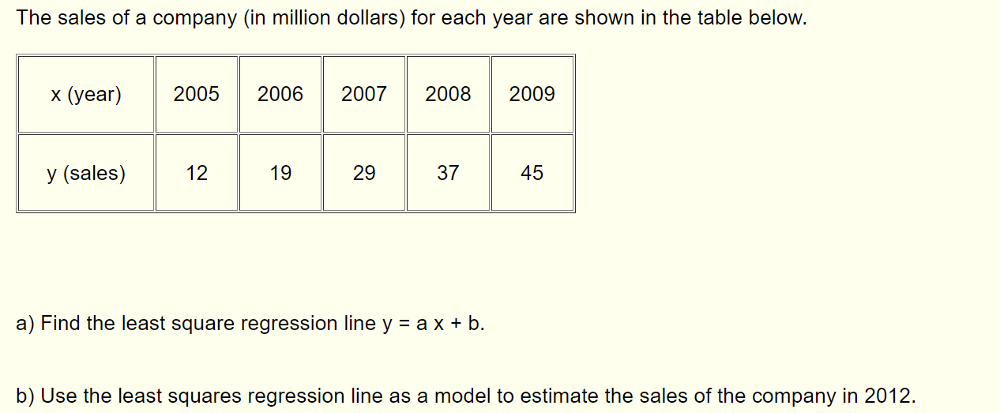 The sales of a company (in million dollars) for each year are shown in the table below.
x (year) 2005 2006 2007 2008 2009
y (sales) 12 19 29 37 45
a) Find the least square regression line y = a x + b.
b) Use the least squares regression line as a model to estimate the sales of the company in 2012.